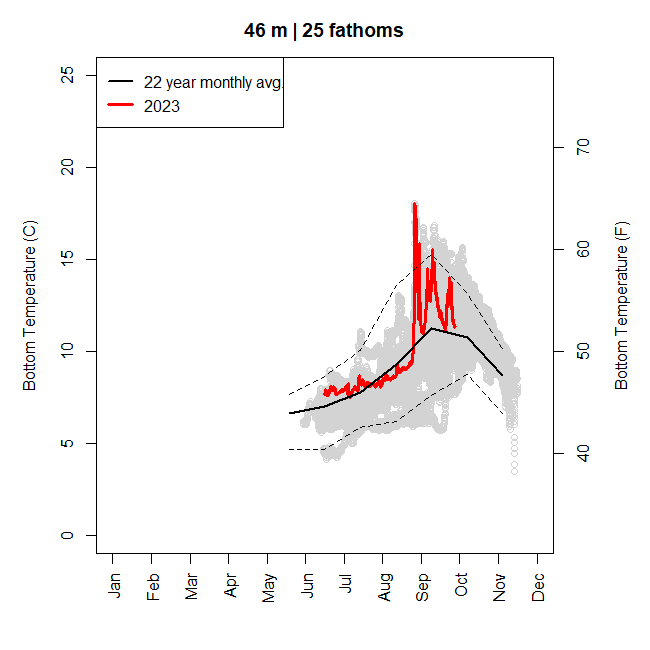 46 m | 25 fathoms
22 year monthly avg.
2023
Bottom Temperature (C)
25
20
15
10
5
0
Bottom Temperature (F)
70
60
50
40
Jan
Feb
Mar
Apr
May
Jun
Jul
Aug
Sep
Oct
Nov
Dec